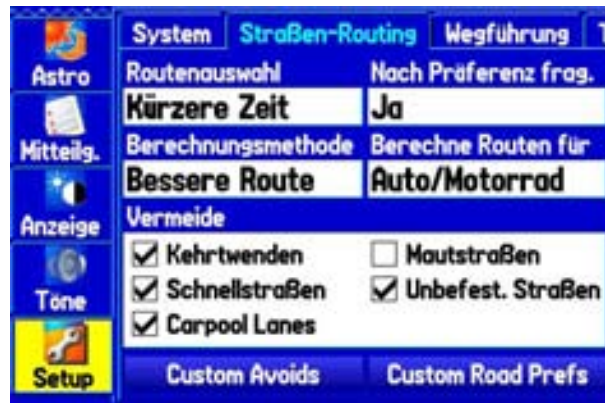 System Straßen-Routing Wegführung
Astro
Routenauswahl Nach Präferenz frag.
Kürzere Zeit Ja
Mitteilg.
Berechnungsmethode Berechne Routen für
Bessere Route Auto/Motorrad
Anzeige
Vermeide
Kehrtwenden Mautstraßen
Töne
Schnellstraßen Unbefest. Straßen
Carpool Lanes
Setup
Custom Avoids Custom Road Prefs